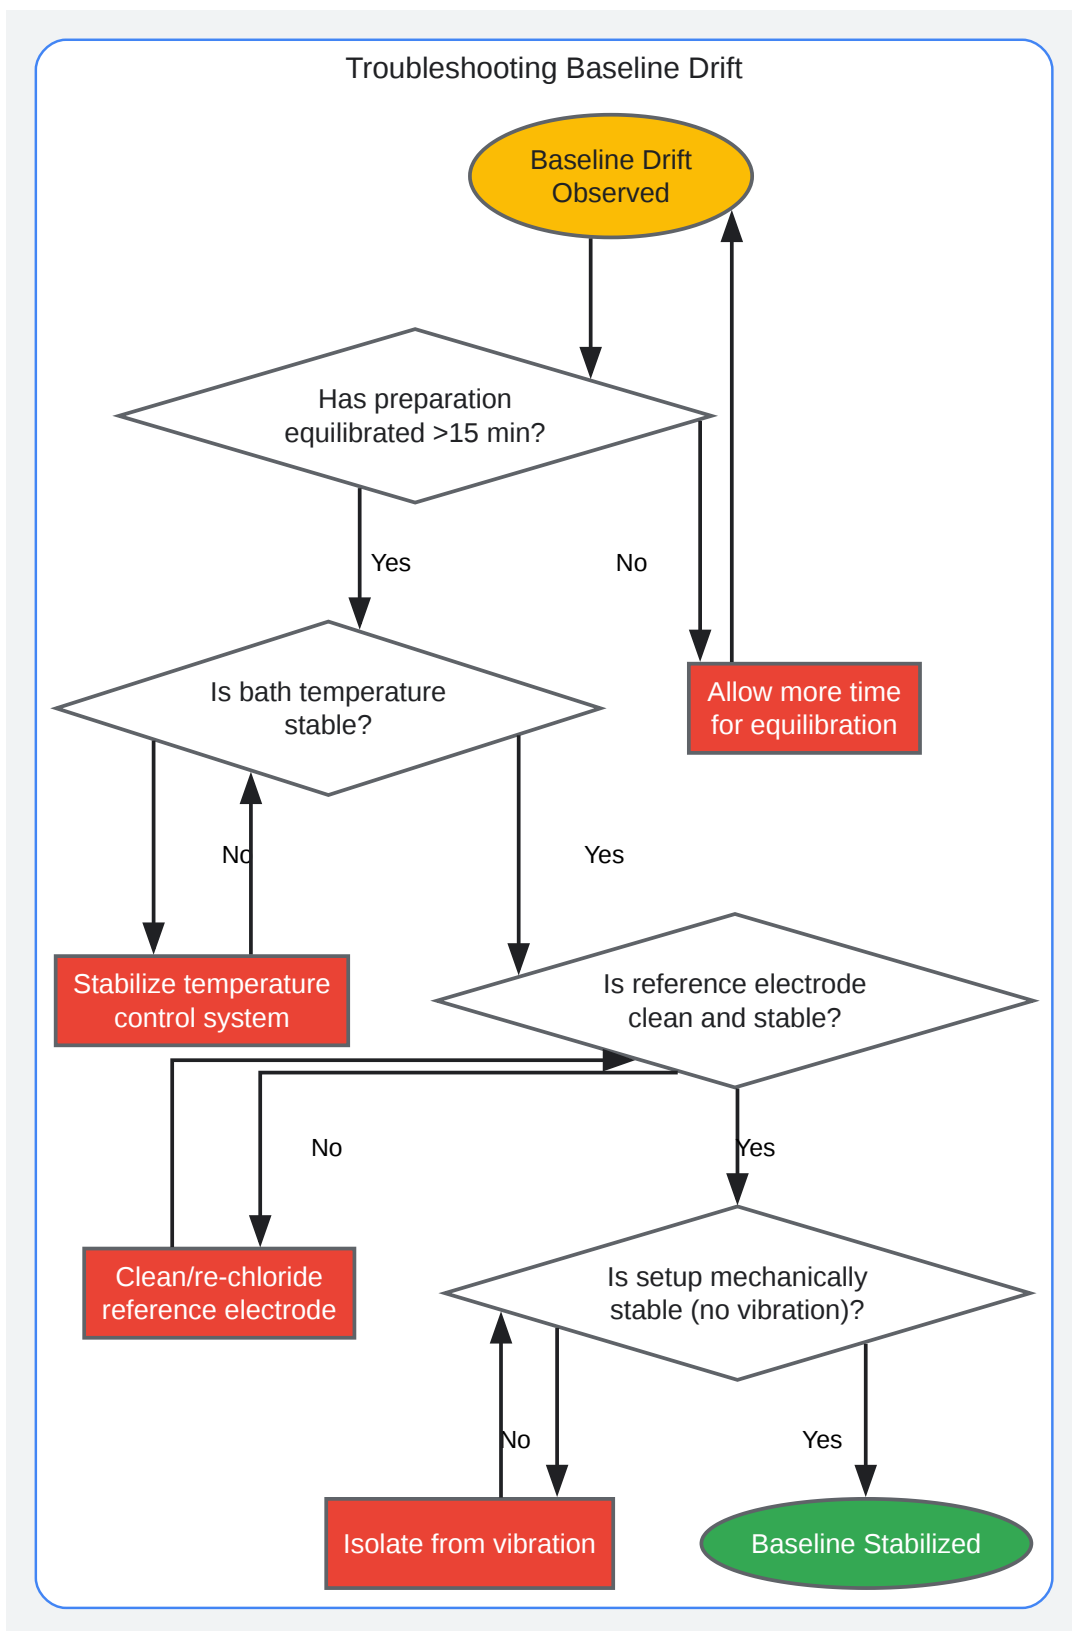 Troubleshooting Baseline Drift
Baseline Drift
Observed
Has preparation
equilibrated >15 min?
Yes
No
Is bath temperature
stable?
Allow more time
for equilibration
No
Yes
Stabilize temperature
control system
Is reference electrode
clean and stable?
No
Yes
Clean/re-chloride
reference electrode
Is setup mechanically
stable (no vibration)?
No
Yes
Isolate from vibration
Baseline Stabilized